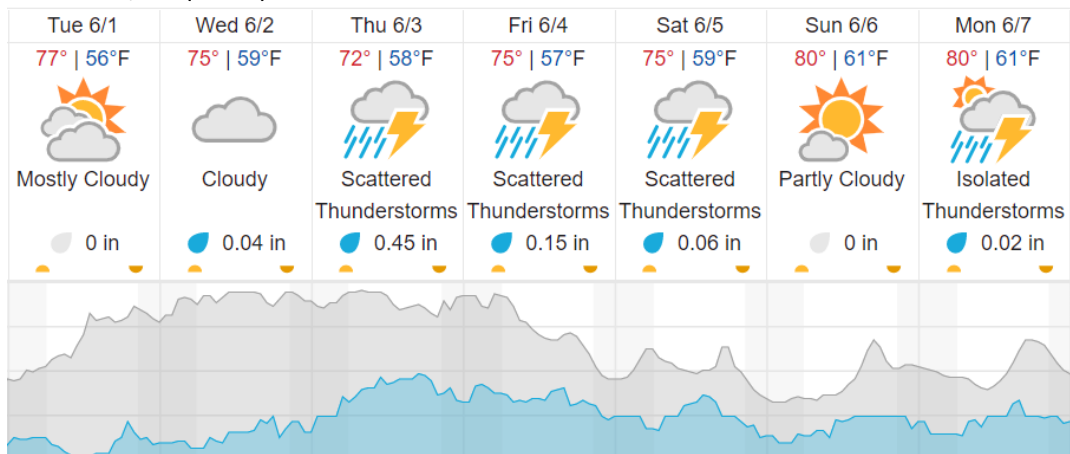 Tue 6/1 Wed 6/2 Thu 6/3 Fri 6/4 Sat 6/5 Sun 6/6 Mon 6/7
77° | 56°F 75° | 59°F 72° | 58°F 75° | 57°F 75° | 59°F 80° | 61°F 80° | 61°F
Mostly Cloudy Cloudy Scattered Scattered Scattered Partly Cloudy Isolated
Thunderstorms Thunderstorms Thunderstorms Thunderstorms
0 in 0.04 in 0.45 in 0.15 in 0.06 in 0 in 0.02 in